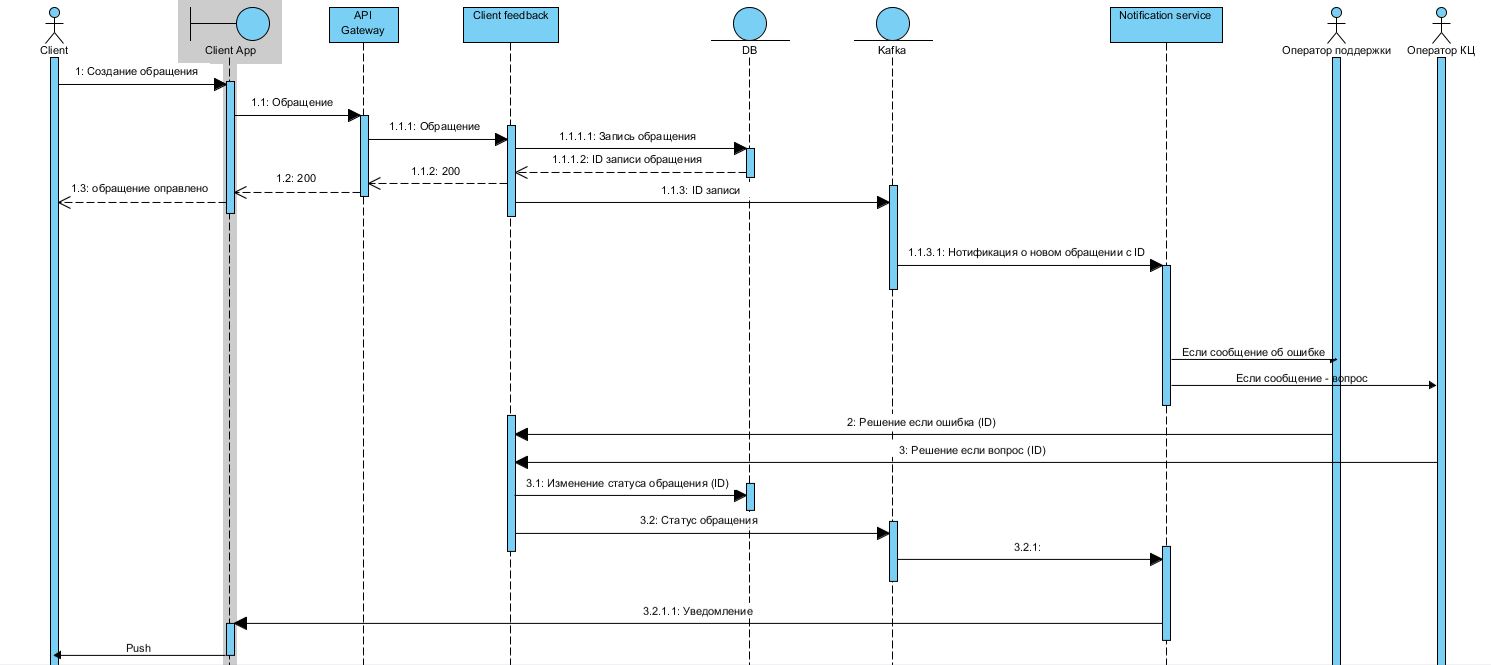 Client
Client App
API
Gateway
Client feedback
DB
Kafka
Notification service
Оператор поддержки
Оператор КЦ
1: Создание обращения
1.1: Обращение
1.1.1: Обращение
1.1.1.1: Запись обращения
1.1.1.2: ID записи обращения
1.1.2: 200
1.2: 200
1.3: обращение оправлено
1.1.3: ID записи
1.1.3.1: Нотификация о новом обращении с ID
Если сообщение об ошибке
Если сообщение - вопрос
2: Решение если ошибка (ID)
3: Решение если вопрос (ID)
3.1: Изменение статуса обращения (ID)
3.2: Статус обращения
3.2.1:
3.2.1.1: Уведомление
Push